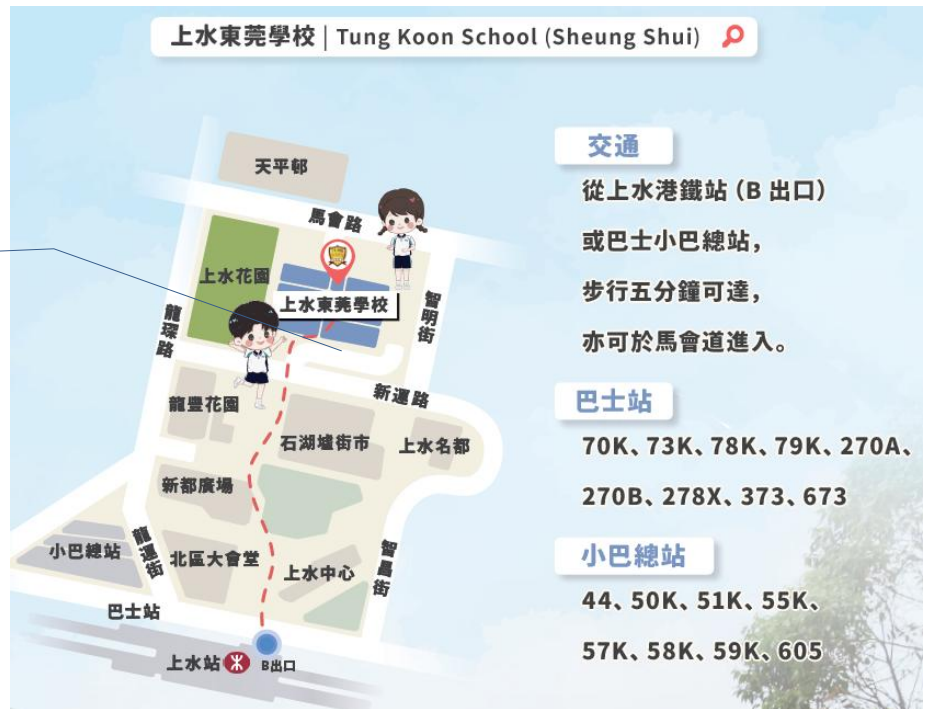 上水東莞學校 | Tung Koon School (Sheung Shui)
天平邨
馬會路
上水花園
上水東莞學校
智明街
龍琛路
新運路
龍豐花園
石湖墟街市
上水名都
新都廣場
龍運街
小巴總站
北區大會堂
上水中心
智昌街
巴士站
上水站
B出口
交通
從上水港鐵站（B 出口）
或巴士小巴總站，
步行五分鐘可達，
亦可於馬會道進入。
巴士站
70K、73K、78K、79K、270A、
270B、278X、373、673
小巴總站
44、50K、51K、55K、
57K、58K、59K、605